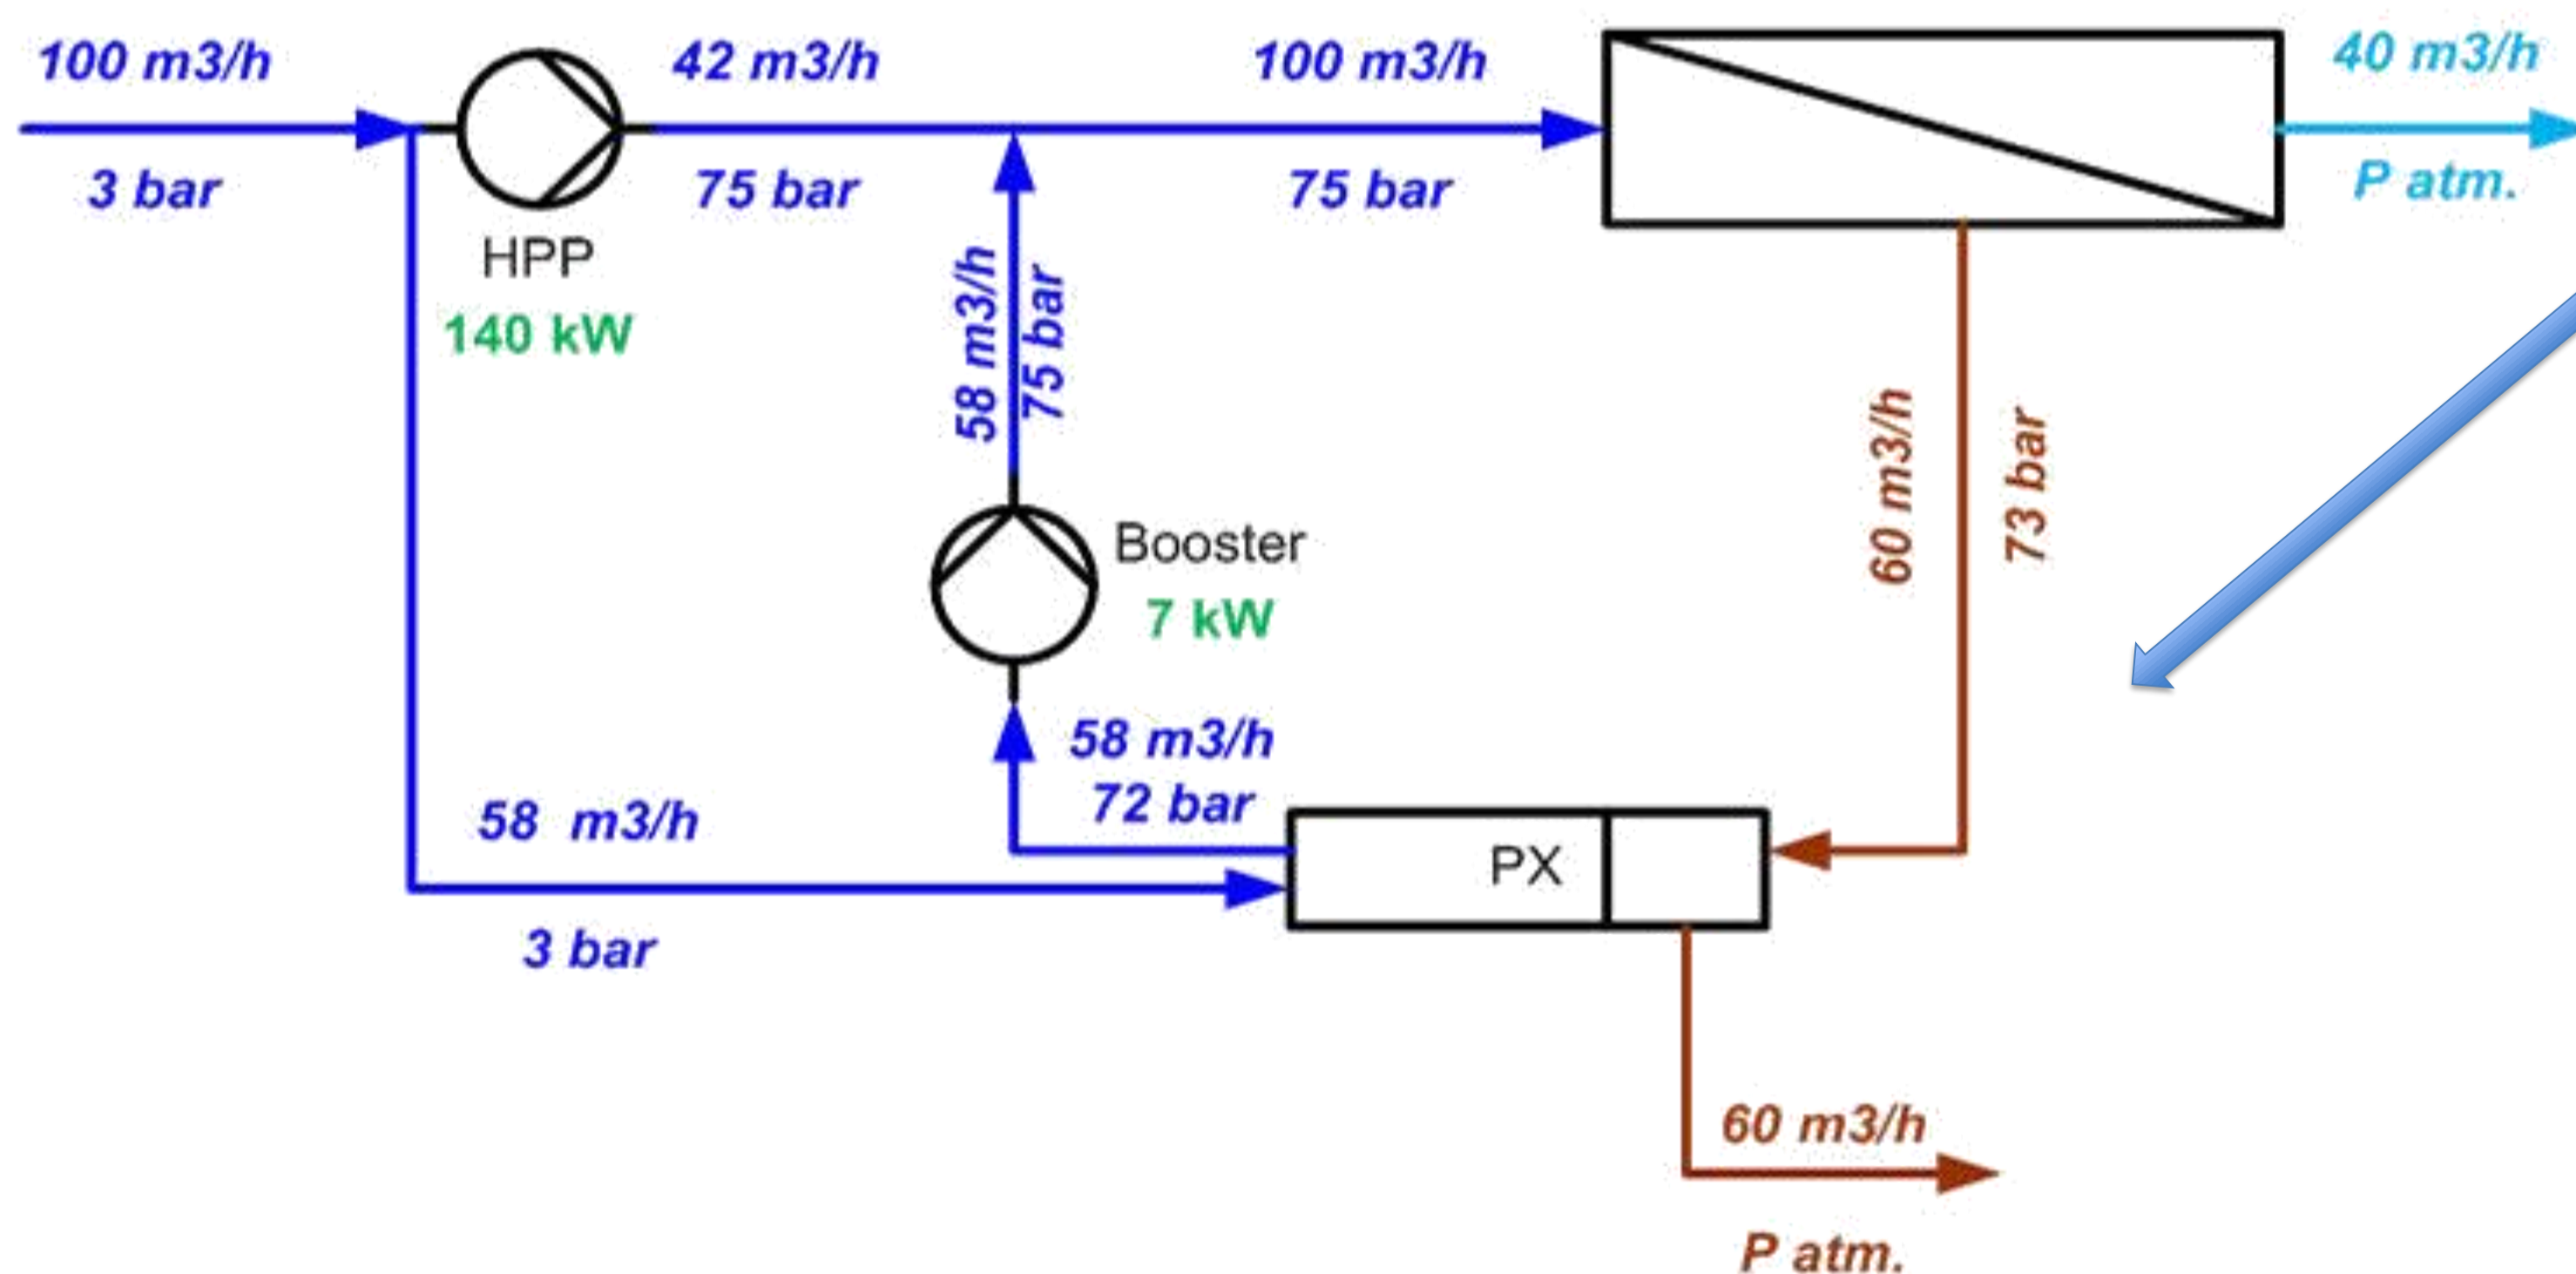 100 m3/h
3 bar
HPP
140 kW
42 m3/h
75 bar
100 m3/h
75 bar
40 m3/h
P atm.
58 m3/h
75 bar
Booster
7 kW
60 m3/h
73 bar
58 m3/h
72 bar
58 m3/h
3 bar
PX
60 m3/h
P atm.